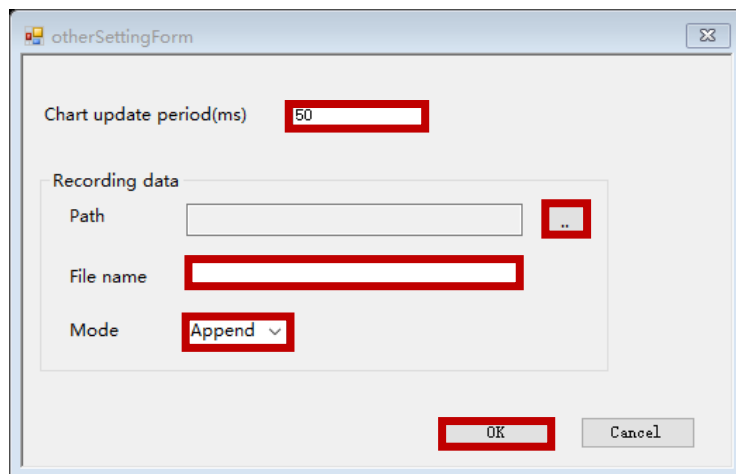 otherSettingForm
Chart update period(ms) 50
Recording data
Path ..
File name
Mode Append
OK Cancel